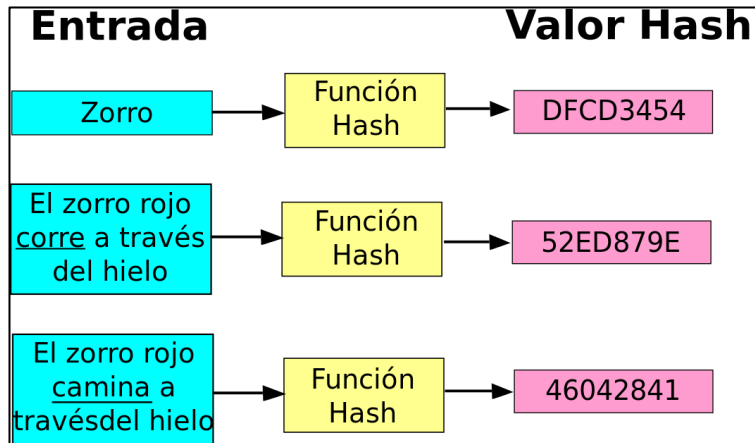 Entrada
Valor Hash
Zorro
Función
Hash
DFCD3454
El zorro rojo
corre a través
del hielo
Función
Hash
52ED879E
El zorro rojo
camina a
travésdel hielo
Función
Hash
46042841